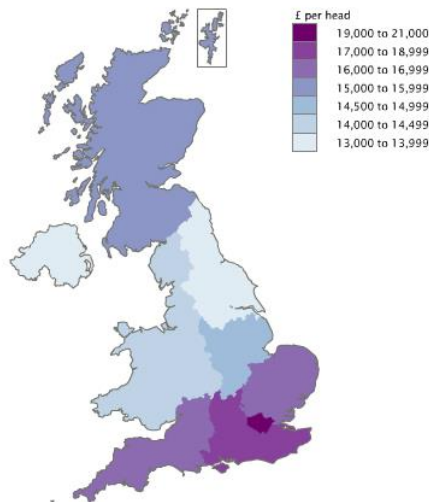 £ per head
19,000 to 21,000
17,000 to 18,999
16,000 to 16,999
15,000 to 15,999
14,500 to 14,999
14,000 to 14,499
13,000 to 13,999